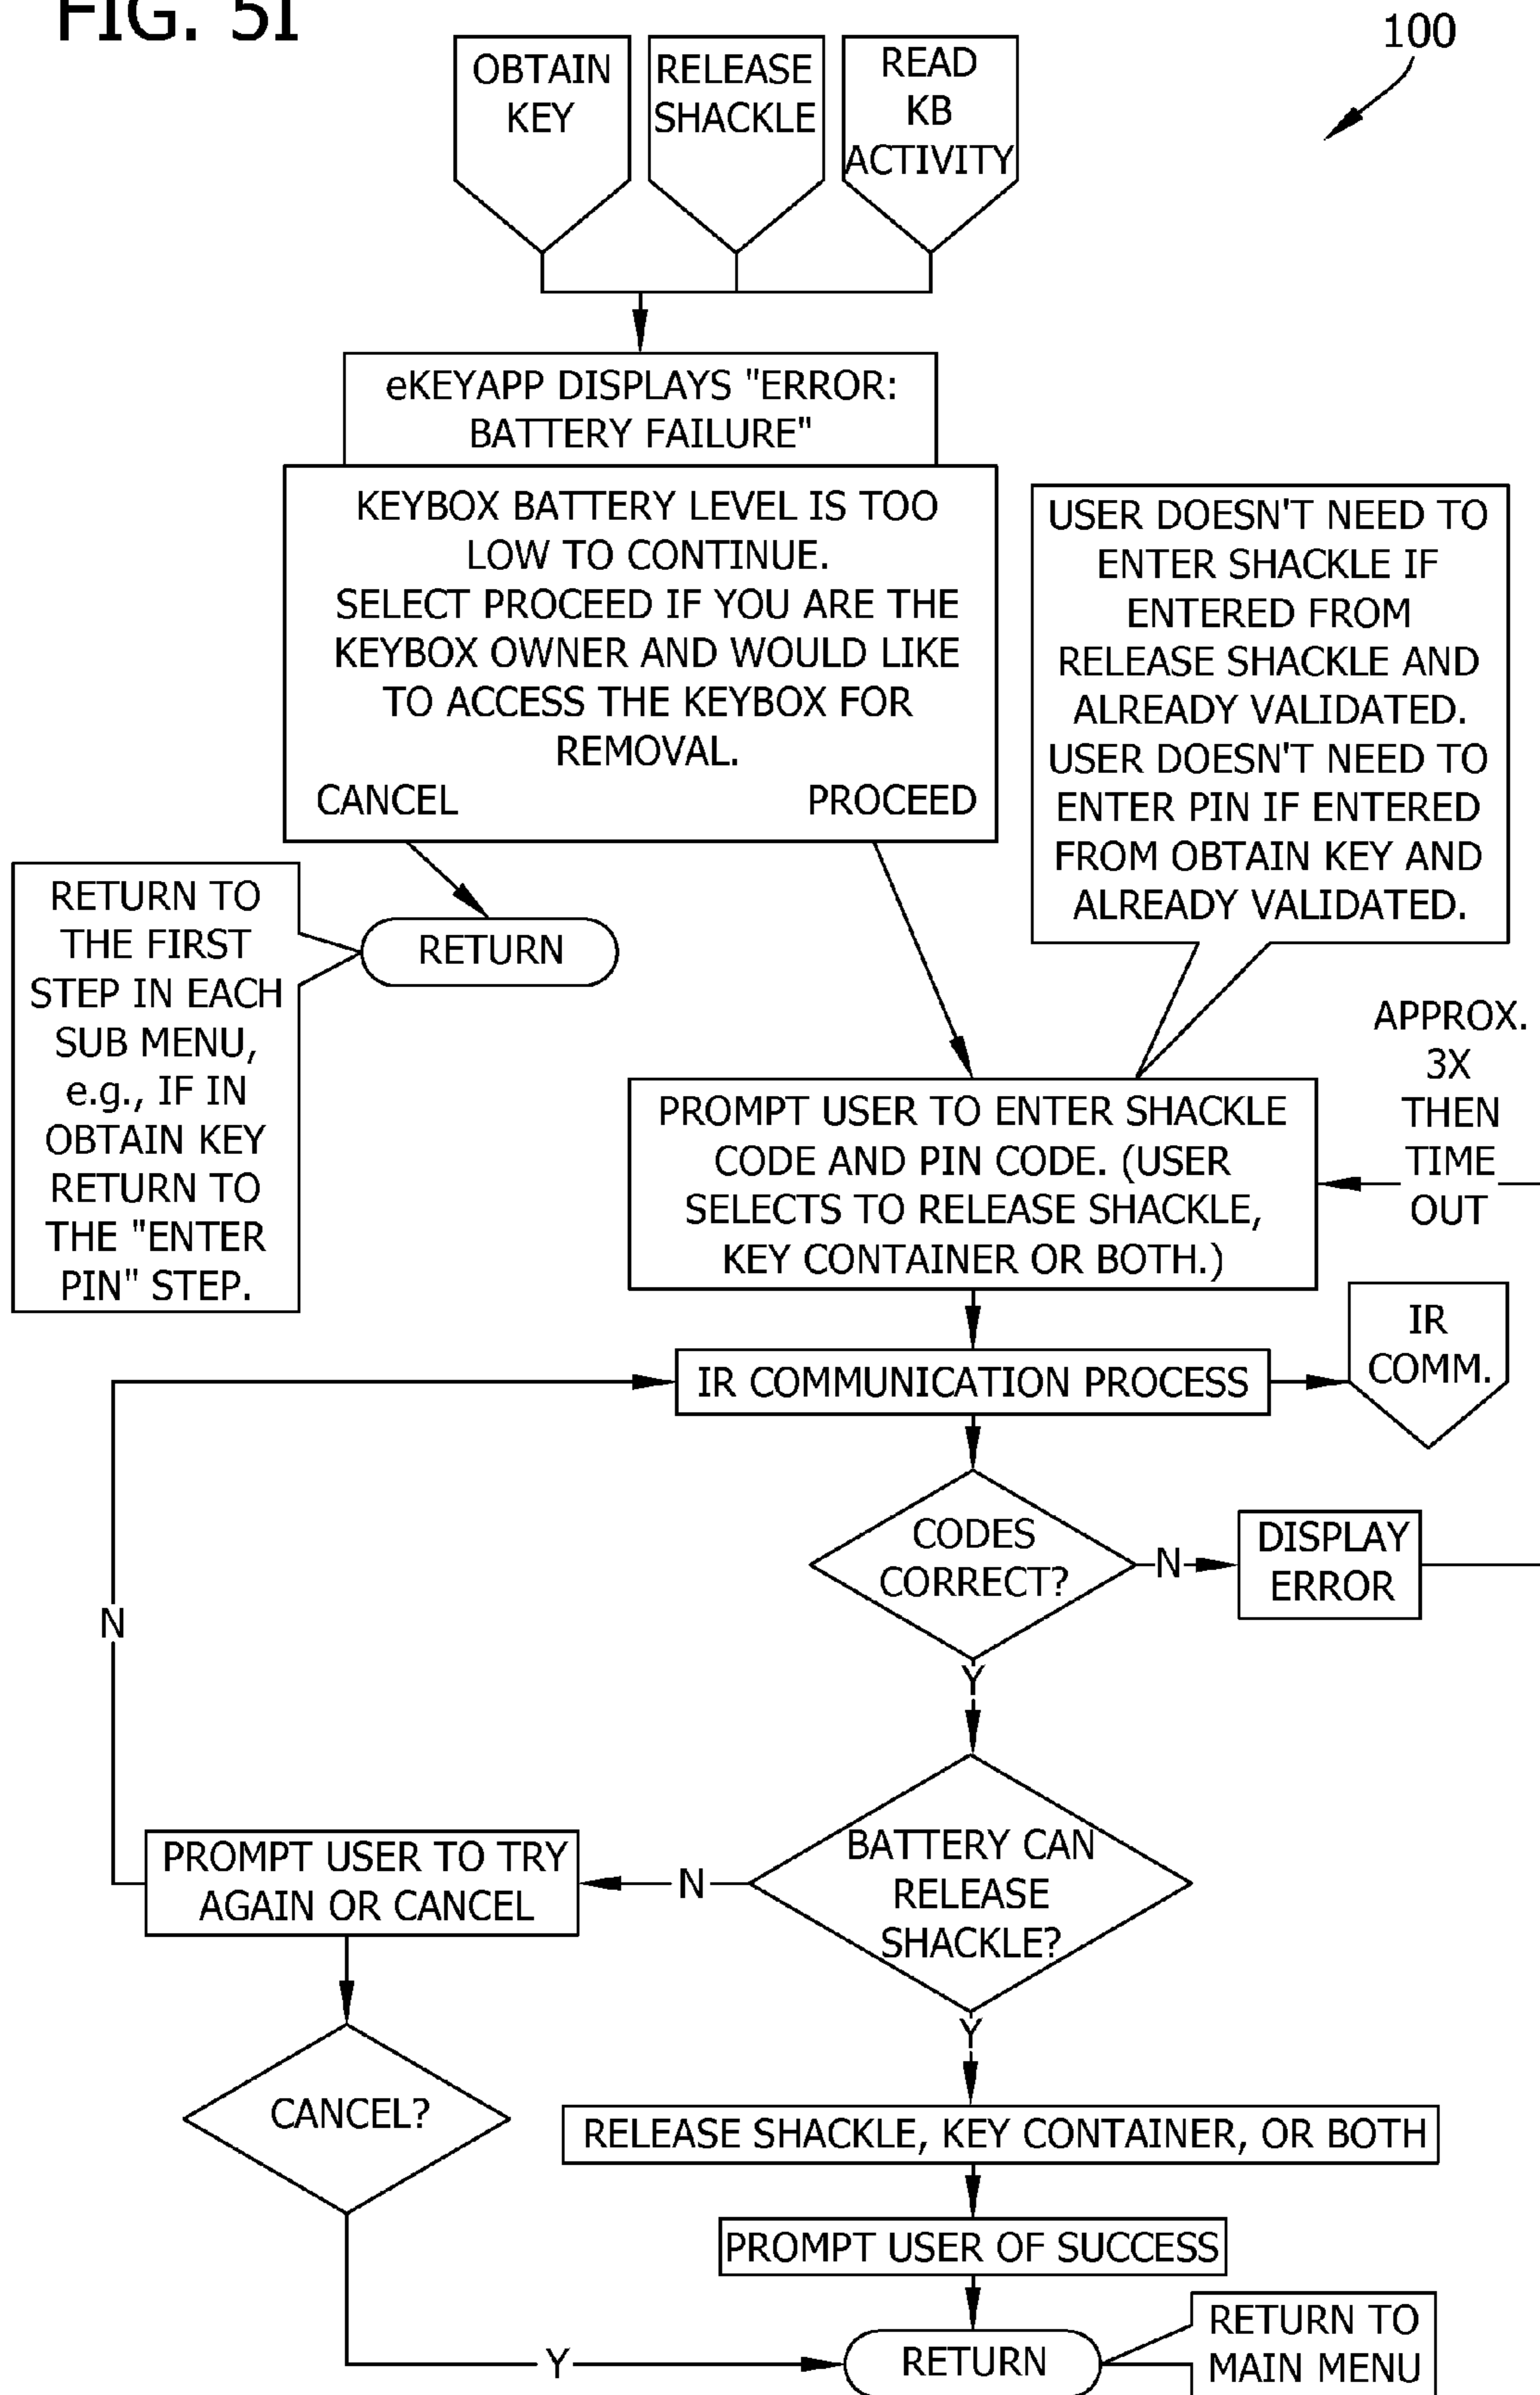 FIG. 5I
100
OBTAIN
KEY
RELEASE
SHACKLE
READ
KB
ACTIVITY
eKEYAPP DISPLAYS "ERROR:
BATTERY FAILURE"
KEYBOX BATTERY LEVEL IS TOO
LOW TO CONTINUE.
SELECT PROCEED IF YOU ARE THE
KEYBOX OWNER AND WOULD LIKE
TO ACCESS THE KEYBOX FOR
REMOVAL.
CANCEL PROCEED
USER DOESN'T NEED TO
ENTER SHACKLE IF
ENTERED FROM
RELEASE SHACKLE AND
ALREADY VALIDATED.
USER DOESN'T NEED TO
ENTER PIN IF ENTERED
FROM OBTAIN KEY AND
ALREADY VALIDATED.
RETURN TO
THE FIRST
STEP IN EACH
SUB MENU,
e.g., IF IN
OBTAIN KEY
RETURN TO
THE "ENTER
PIN" STEP.
RETURN
APPROX.
3X
THEN
TIME
OUT
PROMPT USER TO ENTER SHACKLE
CODE AND PIN CODE. (USER
SELECTS TO RELEASE SHACKLE,
KEY CONTAINER OR BOTH.)
IR COMMUNICATION PROCESS
IR
COMM.
CODES
CORRECT?
N
DISPLAY
ERROR
N
Y
BATTERY CAN
RELEASE
SHACKLE?
N
PROMPT USER TO TRY
AGAIN OR CANCEL
Y
CANCEL?
RELEASE SHACKLE, KEY CONTAINER, OR BOTH
PROMPT USER OF SUCCESS
Y
RETURN
RETURN TO
MAIN MENU